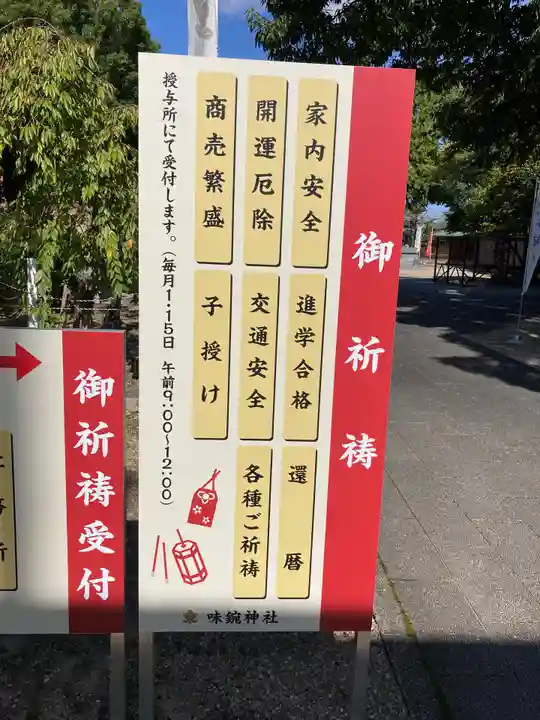 御祈祷
家内安全
進学合格
還暦
開運厄除
交通安全
各種ご祈祷
商売繁盛
子授け
授与所にて受付します。(毎月1・15日 午前9:00～12:00)
味鋺神社
御祈祷受付